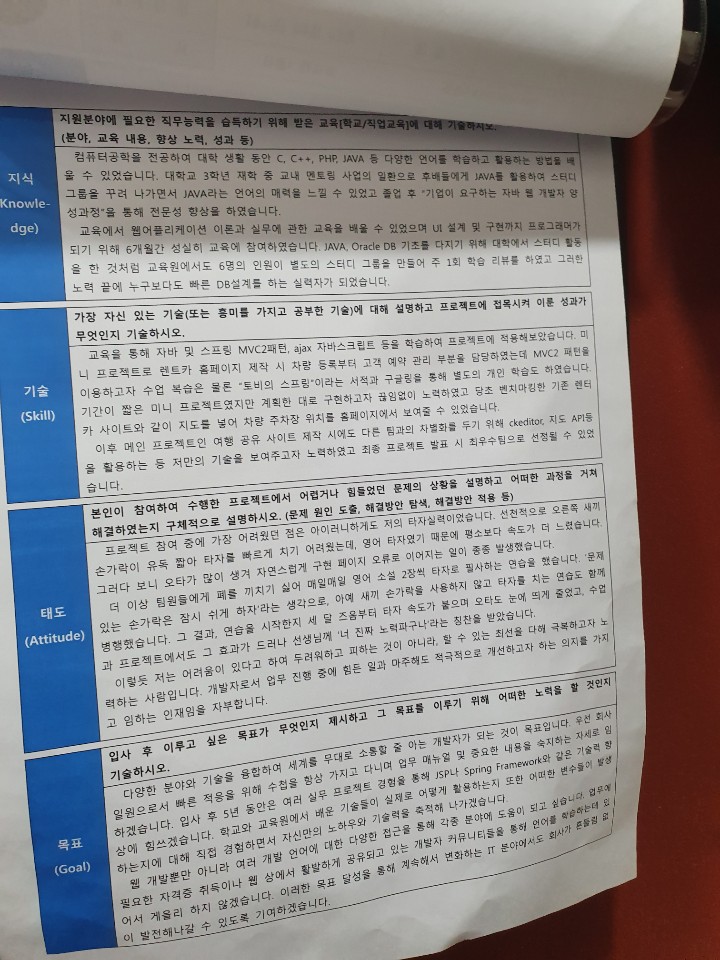 지식
(Knowle-
dge)
지원분야에 필요한 직무능력을 습득하기 위해 받은 교육[학교/직업교육]에 대해 기술하시오.
(분야, 교육 내용, 향상 노력, 성과 등)
컴퓨터공학을 전공하여 대학 생활 동안 C, C++, PHP, JAVA 등 다양한 언어를 학습하고 활용하는 방법을 배
울 수 있었습니다. 대학교 3학년 재학 중 교내 멘토링 사업의 일환으로 후배들에게 JAVA를 활용하여 스터디
그룹을 꾸려 나가면서 JAVA라는 언어의 매력을 느낄 수 있었고 졸업 후 "기업이 요구하는 자바 웹 개발자 양
성과정"을 통해 전문성 향상을 하였습니다.
교육에서 웹어플리케이션 이론과 실무에 관한 교육을 배울 수 있었으며 UI 설계 및 구현까지 프로그래머가
되기 위해 6개월간 성실히 교육에 참여하였습니다. JAVA, Oracle DB 기초를 다지기 위해 대학에서 스터디 활동
을 한 것처럼 교육원에서도 6명의 인원이 별도의 스터디 그룹을 만들어 주 1회 학습 리뷰를 하였고 그러한
노력 끝에 누구보다도 빠른 DB설계를 하는 실력자가 되었습니다.
기술
(Skill)
가장 자신 있는 기술(또는 흥미를 가지고 공부한 기술)에 대해 설명하고 프로젝트에 접목시켜 이룬 성과가
무엇인지 기술하시오.
교육을 통해 자바 및 스프링 MVC2패턴, ajax 자바스크립트 등을 학습하여 프로젝트에 적용해보았습니다. 미
니 프로젝트로 렌트카 홈페이지 제작 시 차량 등록부터 고객 예약 관리 부분을 담당하였는데 MVC2 패턴을
이용하고자 수업 복습은 물론 "토비의 스프링"이라는 서적과 구글링을 통해 별도의 개인 학습도 하였습니다.
기간이 짧은 미니 프로젝트였지만 계획한 대로 구현하고자 끊임없이 노력하였고 당초 벤치마킹한 기존 렌터
카 사이트와 같이 지도를 넣어 차량 주차장 위치를 홈페이지에서 보여줄 수 있었습니다.
이후 메인 프로젝트인 여행 공유 사이트 제작 시에도 다른 팀과의 차별화를 두기 위해 ckeditor, 지도 API등
을 활용하는 등 저만의 기술을 보여주고자 노력하였고 최종 프로젝트 발표 시 최우수팀으로 선정될 수 있었
습니다.
태도
(Attitude)
본인이 참여하여 수행한 프로젝트에서 어렵거나 힘들었던 문제의 상황을 설명하고 어떠한 과정을 거쳐
해결하였는지 구체적으로 설명하시오. (문제 원인 도출, 해결방안 탐색, 해결방안 적용 등)
프로젝트 참여 중에 가장 어려웠던 점은 아이러니하게도 저의 타자실력이었습니다. 선천적으로 오른쪽 새끼
손가락이 유독 짧아 타자를 빠르게 치기 어려웠는데, 영어 타자였기 때문에 평소보다 속도가 더 느렸습니다.
그러다 보니 오타가 많이 생겨 자연스럽게 구현 페이지 오류로 이어지는 일이 종종 발생했습니다.
더 이상 팀원들에게 폐를 끼치기 싫어 매일매일 영어 소설 2장씩 타자로 필사하는 연습을 했습니다. '문제
있는 손가락은 잠시 쉬게 하자'라는 생각으로, 아예 새끼 손가락을 사용하지 않고 타자를 치는 연습도 함께
병행했습니다. 그 결과, 연습을 시작한지 세 달 즈음부터 타자 속도가 붙으며 오타도 눈에 띄게 줄었고, 수업
과 프로젝트에서도 그 효과가 드러나 선생님께 '너 진짜 노력파구나'라는 칭찬을 받았습니다.
이렇듯 저는 어려움이 있다고 하여 두려워하고 피하는 것이 아니라, 할 수 있는 최선을 다해 극복하고자 노
력하는 사람입니다. 개발자로서 업무 진행 중에 힘든 일과 마주해도 적극적으로 개선하고자 하는 의지를 가지
고 임하는 인재임을 자부합니다.
목표
(Goal)
입사 후 이루고 싶은 목표가 무엇인지 제시하고 그 목표를 이루기 위해 어떠한 노력을 할 것인지
기술하시오.
다양한 분야와 기술을 융합하여 세계를 무대로 소통할 줄 아는 개발자가 되는 것이 목표입니다. 우선 회사
일원으로서 빠른 적응을 위해 수첩을 항상 가지고 다니며 업무 매뉴얼 및 중요한 내용을 숙지하는 자세로 임
하겠습니다. 입사 후 5년 동안은 여러 실무 프로젝트 경험을 통해 JSP나 Spring Framework와 같은 기술력 향
상에 힘쓰겠습니다. 학교와 교육원에서 배운 기술들이 실제로 어떻게 활용하는지 또한 어떠한 변수들이 발생
하는지에 대해 직접 경험하면서 자신만의 노하우와 기술력을 축적해 나가겠습니다.
웹 개발뿐만 아니라 여러 개발 언어에 대한 다양한 접근을 통해 각종 분야에 도움이 되고 싶습니다. 업무에
필요한 자격증 취득이나 웹 상에서 활발하게 공유되고 있는 개발자 커뮤니티들을 통해 언어를 학습하는데 있
어서 게을리 하지 않겠습니다. 이러한 목표 달성을 통해 계속해서 변화하는 IT 분야에서도 회사가 흔들림 없
이 발전해나갈 수 있도록 기여하겠습니다.